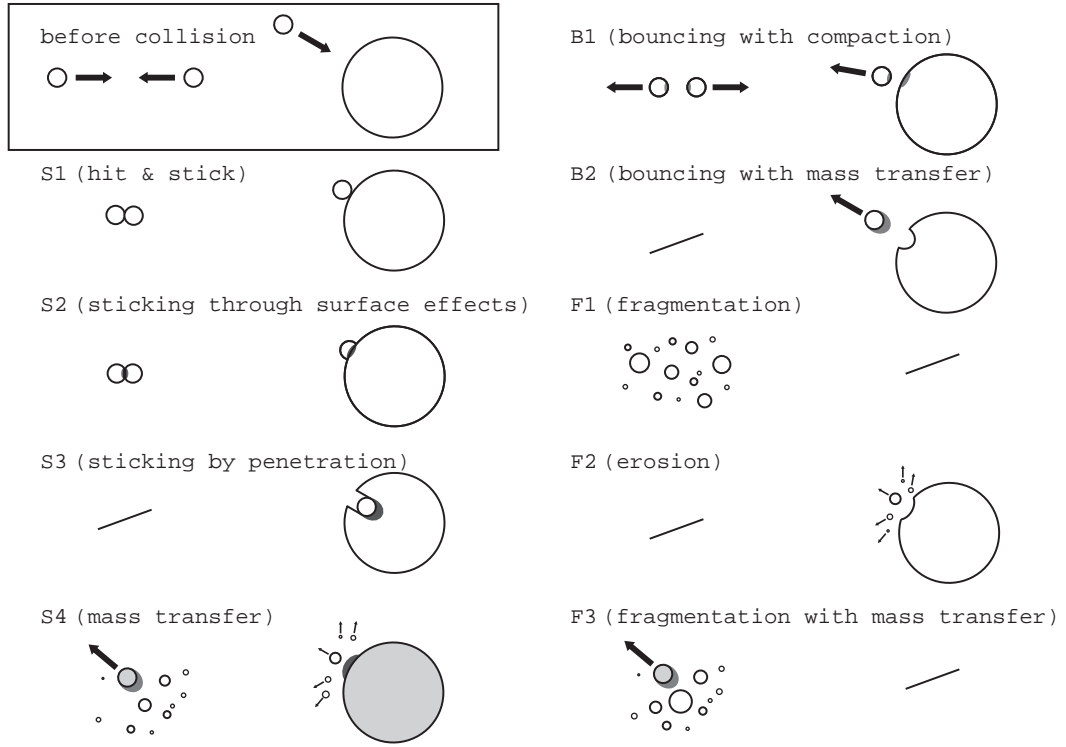 before collision
S1 (hit & stick)
S2 (sticking through surface effects)
S3 (sticking by penetration)
S4 (mass transfer)
B1 (bouncing with compaction)
B2 (bouncing with mass transfer)
F1 (fragmentation)
F2 (erosion)
F3 (fragmentation with mass transfer)